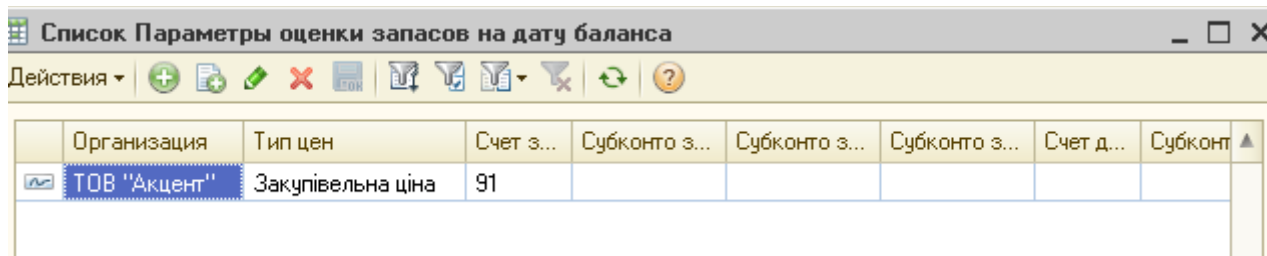 Список Параметры оценки запасов на дату баланса
Действия
Организация Тип цен Счет з... Субконто з... Субконто з... Субконто з... Счет д... Субконт
ТОВ "Акцент" Закупівельна ціна 91